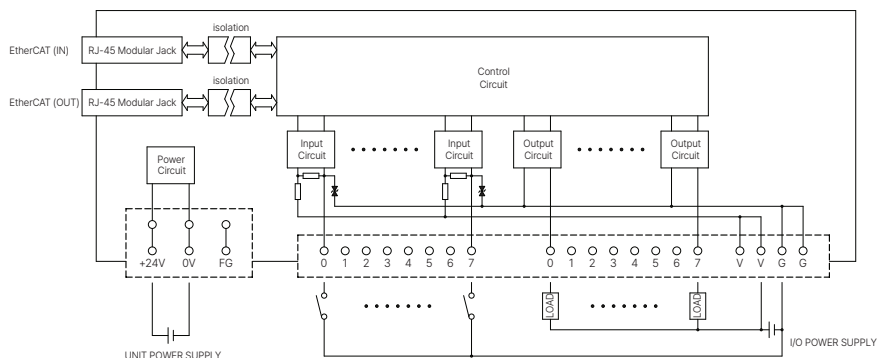 isolation
EtherCAT (IN)
RJ-45 Modular Jack
isolation
EtherCAT (OUT)
RJ-45 Modular Jack
Control
Circuit
Power
Circuit
Input
Circuit
Input
Circuit
Output
Circuit
Output
Circuit
+24V 0V FG
0 1 2 3 4 5 6 7 0 1 2 3 4 5 6 7 V V G G
LOAD
LOAD
I/O POWER SUPPLY
UNIT POWER SUPPLY